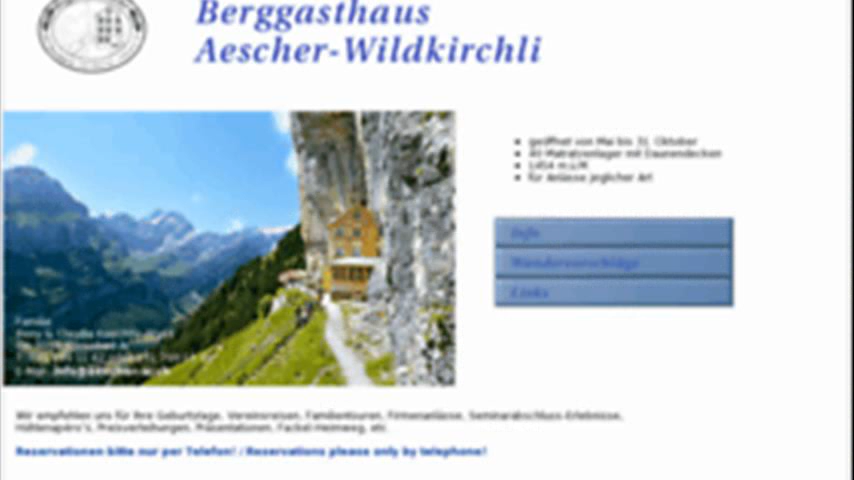 Berggasthaus
Aescher-Wildkirchli
geöffnet von Mai bis 31. Oktober
40 Matratzenlager mit Daunendecken
1454 m.ü.M
für Anlässe jeglicher Art
Info
Wandervorschläge
Links
Familie
Wir empfehlen uns für Ihre Geburtstage, Vereinsreisen, Familientouren, Firmenanlässe, Seminarabschluss-Erlebnisse,
Hüttenapéro's, Preisverleihungen, Präsentationen, Fackel-Heimweg, etc
Reservationen bitte nur per Telefon! / Reservations please only by telephone!